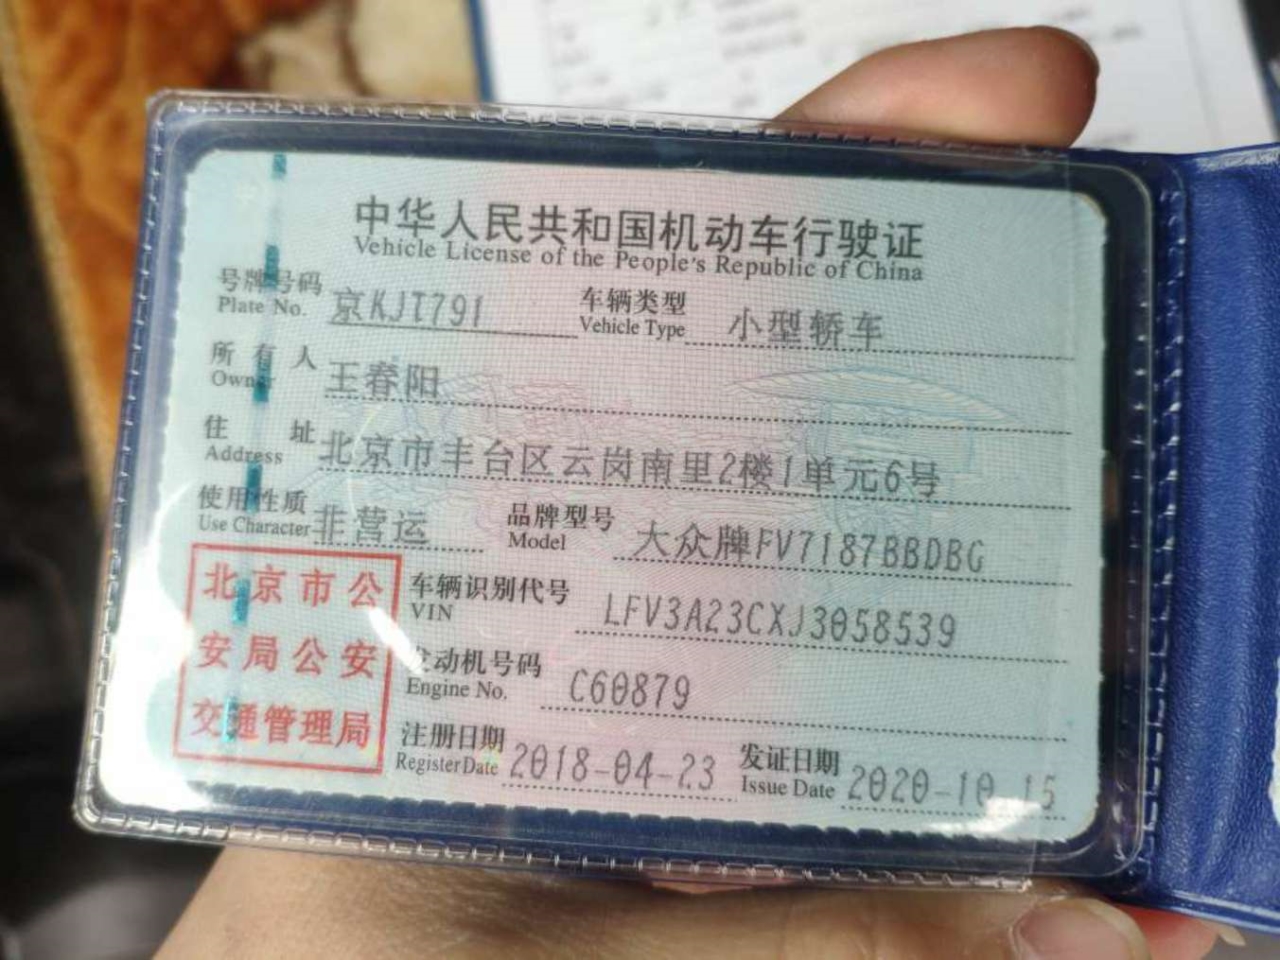 中华人民共和国机动车行驶证
Vehicle License of the People's Republic of China
号牌号码 京KJT791 车辆类型 小型轿车
Plate No. Vehicle Type
所有人 王春阳
Owner
住址 北京市丰台区云岗南里2楼1单元6号
Address
使用性质 非营运 品牌型号 大众牌FV7187BBDBG
Use Character Model
北京市公
安局公安
交通管理局
车辆识别代号 LFV3A23CXJ3058539
VIN
发动机号码 C60879
Engine No.
注册日期 2018-04-23 发证日期 2020-10-15
Register Date Issue Date